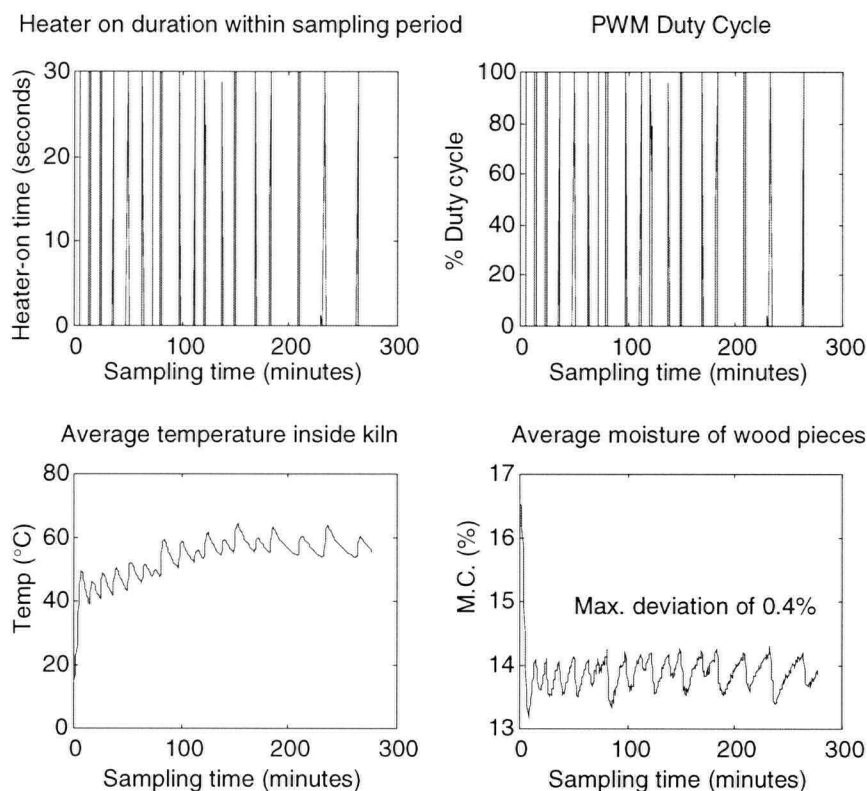 Heater on duration within sampling period
PWM Duty Cycle
Heater-on time (seconds)
30
20
10
0
0 100 200 300
Sampling time (minutes)
% Duty cycle
100
80
60
40
20
0
0 100 200 300
Sampling time (minutes)
Average temperature inside kiln
Average moisture of wood pieces
Temp (°C)
80
60
40
20
0
0 100 200 300
Sampling time (minutes)
M.C. (%)
17
16
15
14
13
Max. deviation of 0.4%
0 100 200 300
Sampling time (minutes)